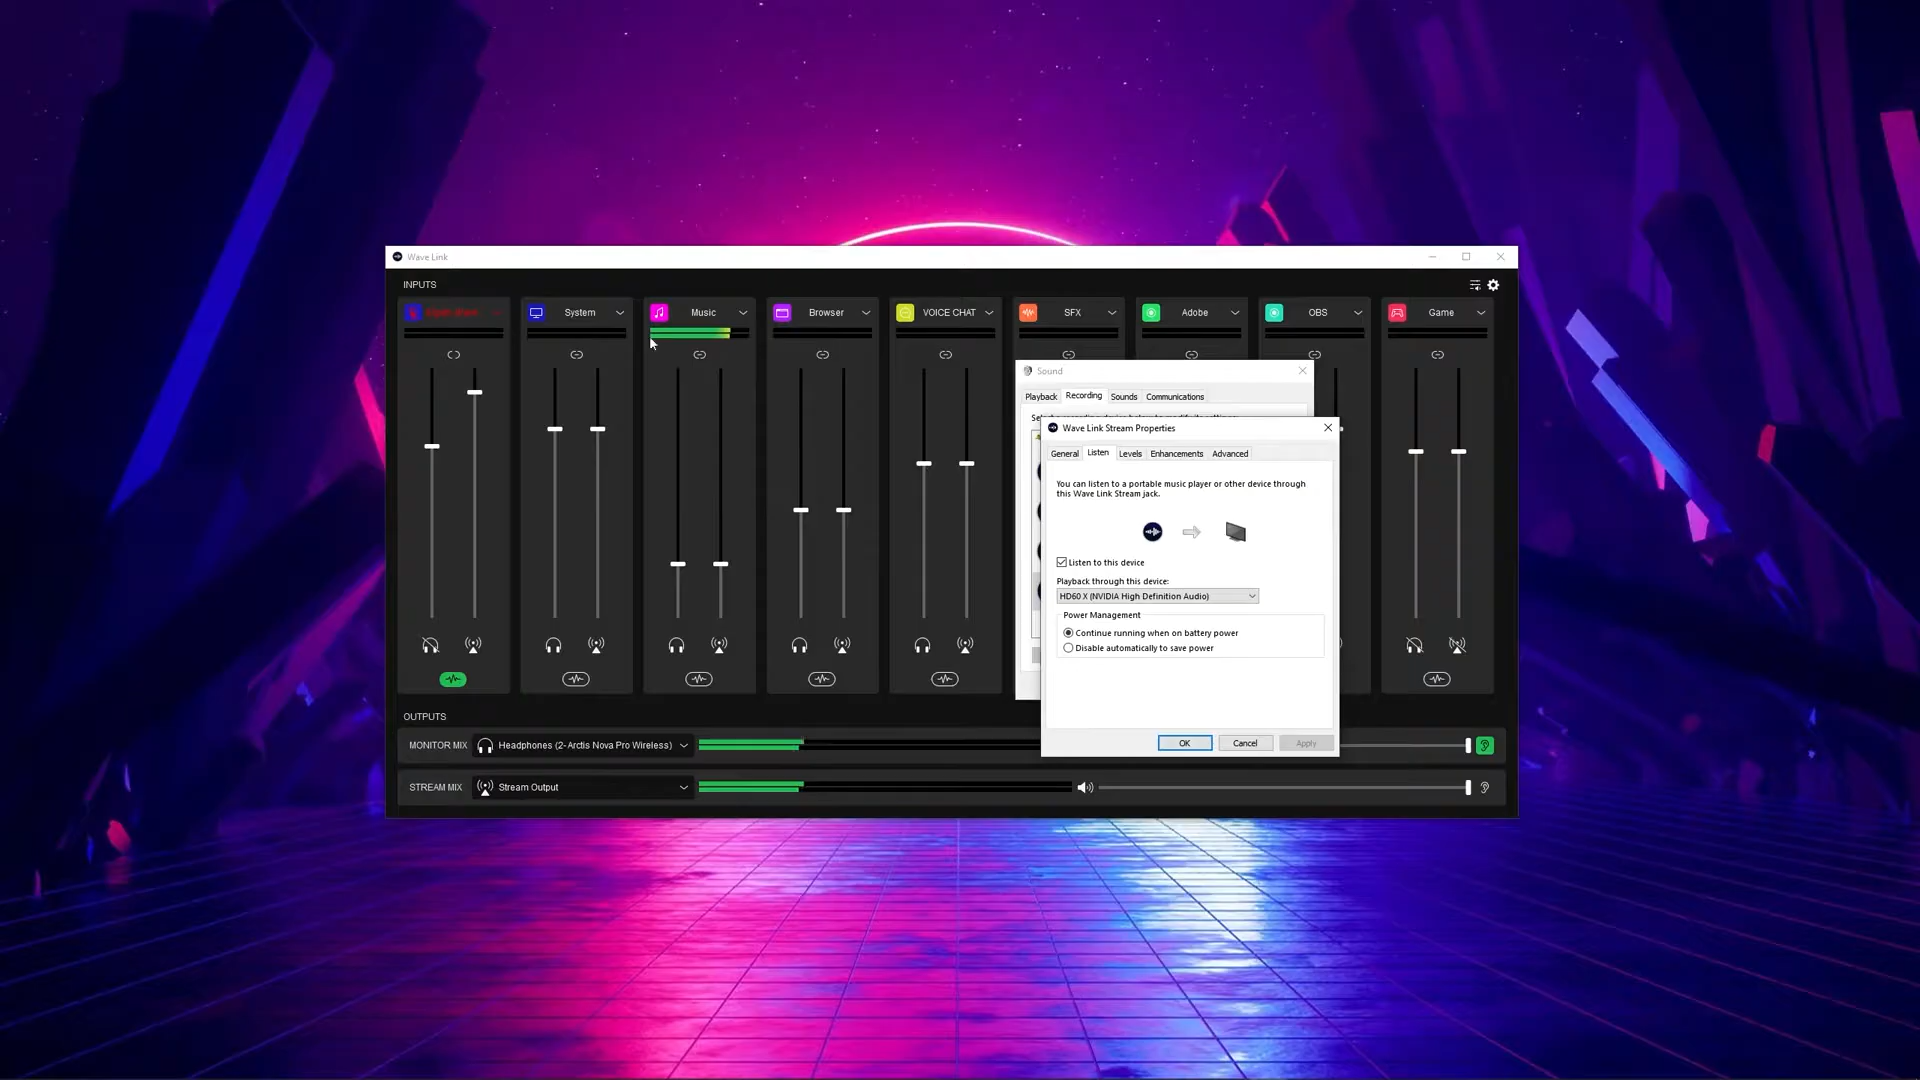 Wave Link
INPUTS
System
Music
Browser
VOICE CHAT
SFX
Adobe
OBS
Game
Sound
Playback
Recording
Sounds
Communications
Wave Link Stream Properties
General
Listen
Levels
Enhancements
Advanced
You can listen to a portable music player or other device through
this Wave Link Stream jack.
Listen to this device
Playback through this device:
HD60 X (NVIDIA High Definition Audio)
Power Management
Continue running when on battery power
Disable automatically to save power
OK
Cancel
Apply
OUTPUTS
MONITOR MIX
Headphones (2- Arctis Nova Pro Wireless)
STREAM MIX
Stream Output